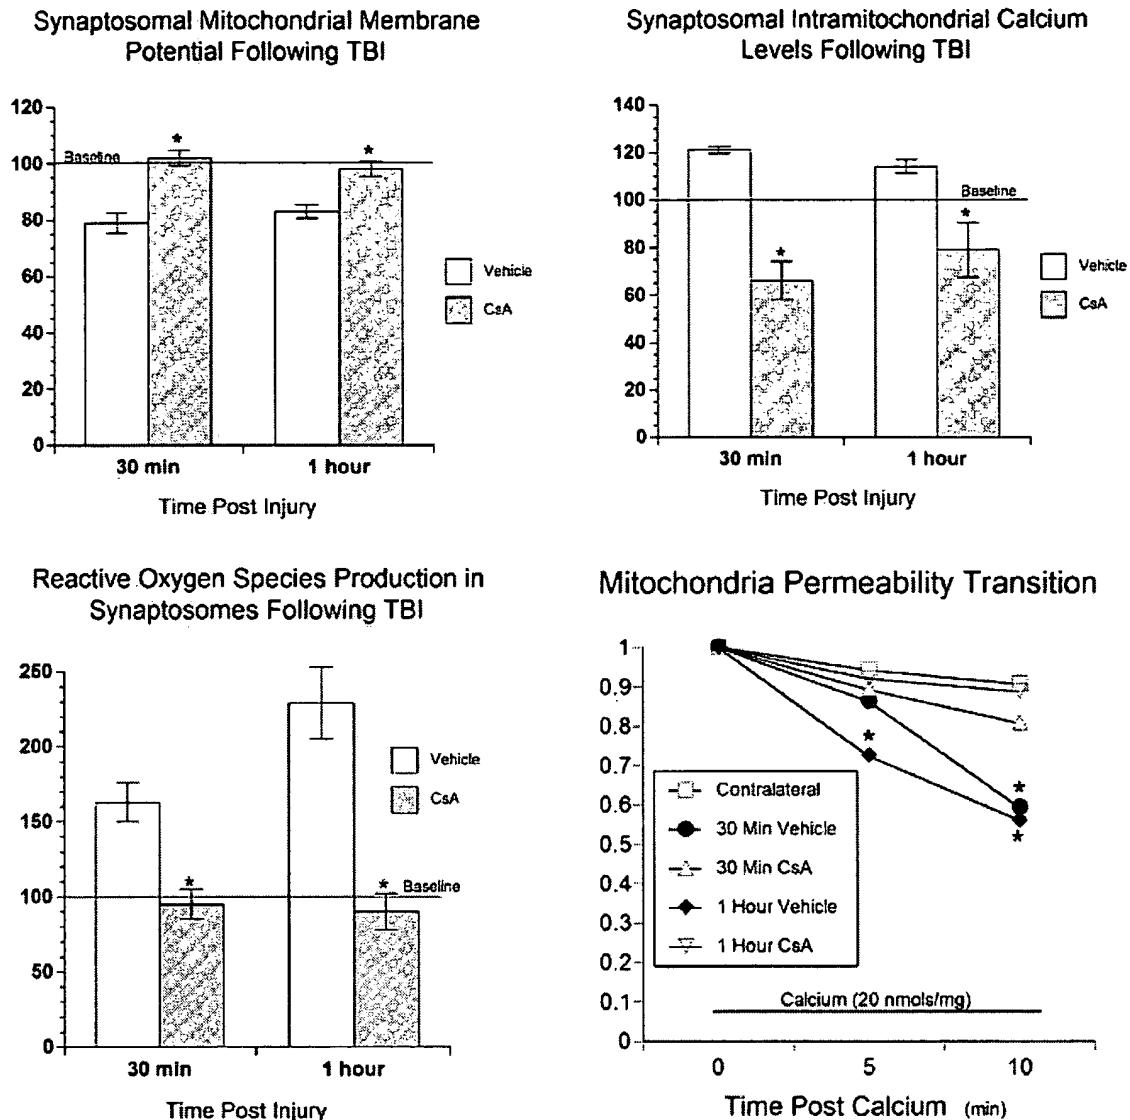 Synaptosomal Mitochondrial Membrane
Potential Following TBI
120
100
80
60
40
20
0
Baseline
*
*
Vehicle
CsA
30 min
1 hour
Time Post Injury
Synaptosomal Intramitochondrial Calcium
Levels Following TBI
140
120
100
80
60
40
20
0
Baseline
*
*
Vehicle
CsA
30 min
1 hour
Time Post Injury
Reactive Oxygen Species Production in
Synaptosomes Following TBI
250
200
150
100
50
0
Vehicle
CsA
*
* Baseline
30 min
1 hour
Time Post Injury
Mitochondria Permeability Transition
1
0.9
0.8
0.7
0.6
0.5
0.4
0.3
0.2
0.1
0
*
*
*
Contralateral
30 Min Vehicle
30 Min CsA
1 Hour Vehicle
1 Hour CsA
Calcium (20 nmols/mg)
0 5 10
Time Post Calcium (min)